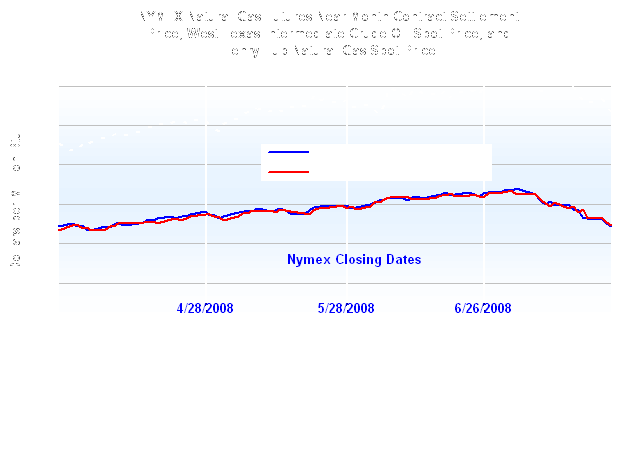 NYMEX Natural Gas Futures Near-Month Contract Settlement
Price, West Texas Intermediate Crude Oil Spot Price, and
Henry Hub Natural Gas Spot Price
Nymex Closing Dates
4/28/2008 5/28/2008 6/26/2008